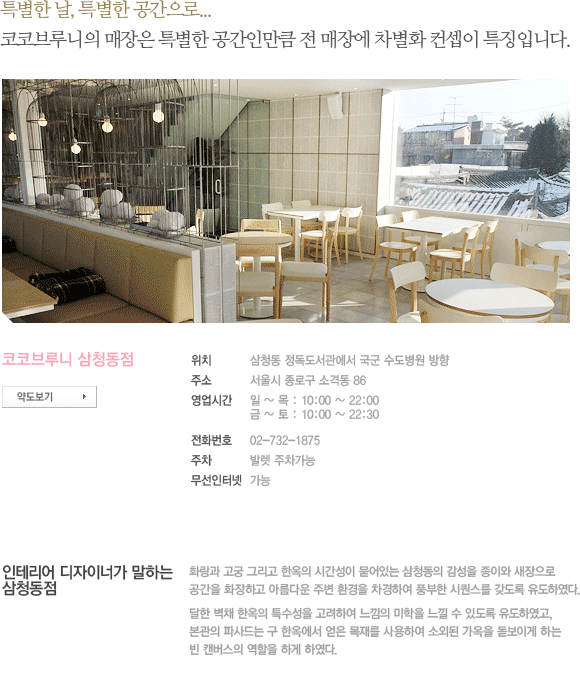 특별한 날, 특별한 공간으로...
코코브루니의 매장은 특별한 공간인만큼 전 매장에 차별화 컨셉이 특징입니다.
코코브루니 삼청동점
약도보기
위치 삼청동 정독도서관에서 국군 수도병원 방향
주소 서울시 종로구 소격동 86
영업시간 일 ~ 목 : 10:00 ~ 22:00
금 ~ 토 : 10:00 ~ 22:30
전화번호 02-732-1875
주차 발렛 주차가능
무선인터넷 가능
인테리어 디자이너가 말하는
삼청동점
화랑과 고궁 그리고 한옥의 시간성이 묻어있는 삼청동의 감성을 종이와 새장으로
공간을 화장하고 아름다운 주변 환경을 차경하여 풍부한 시퀀스를 갖도록 유도하였다.
달한 벽채 한옥의 특수성을 고려하여 느낌의 미학을 느낄 수 있도록 유도하였고,
본관의 파사드는 구 한옥에서 얻은 목재를 사용하여 소외된 가옥을 돌보이게 하는
빈 캔버스의 역할을 하게 하였다.